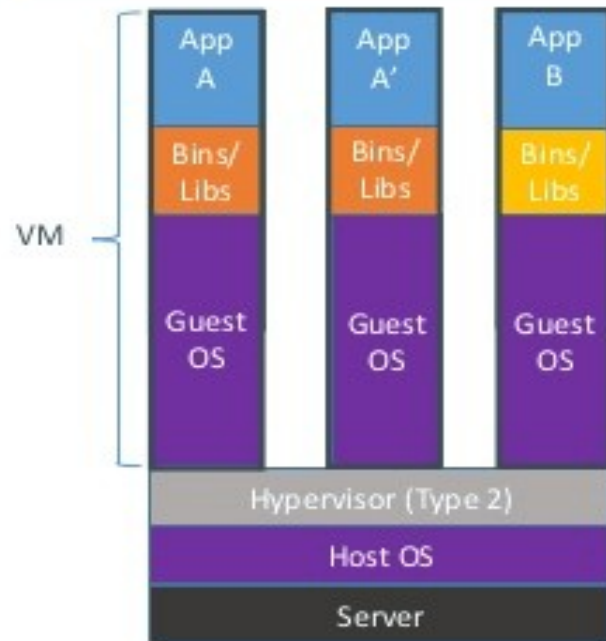 App
A
App
A’
App
B
Bins/
Libs
Bins/
Libs
Bins/
Libs
VM
Guest
OS
Guest
OS
Guest
OS
Hypervisor (Type 2)
Host OS
Server